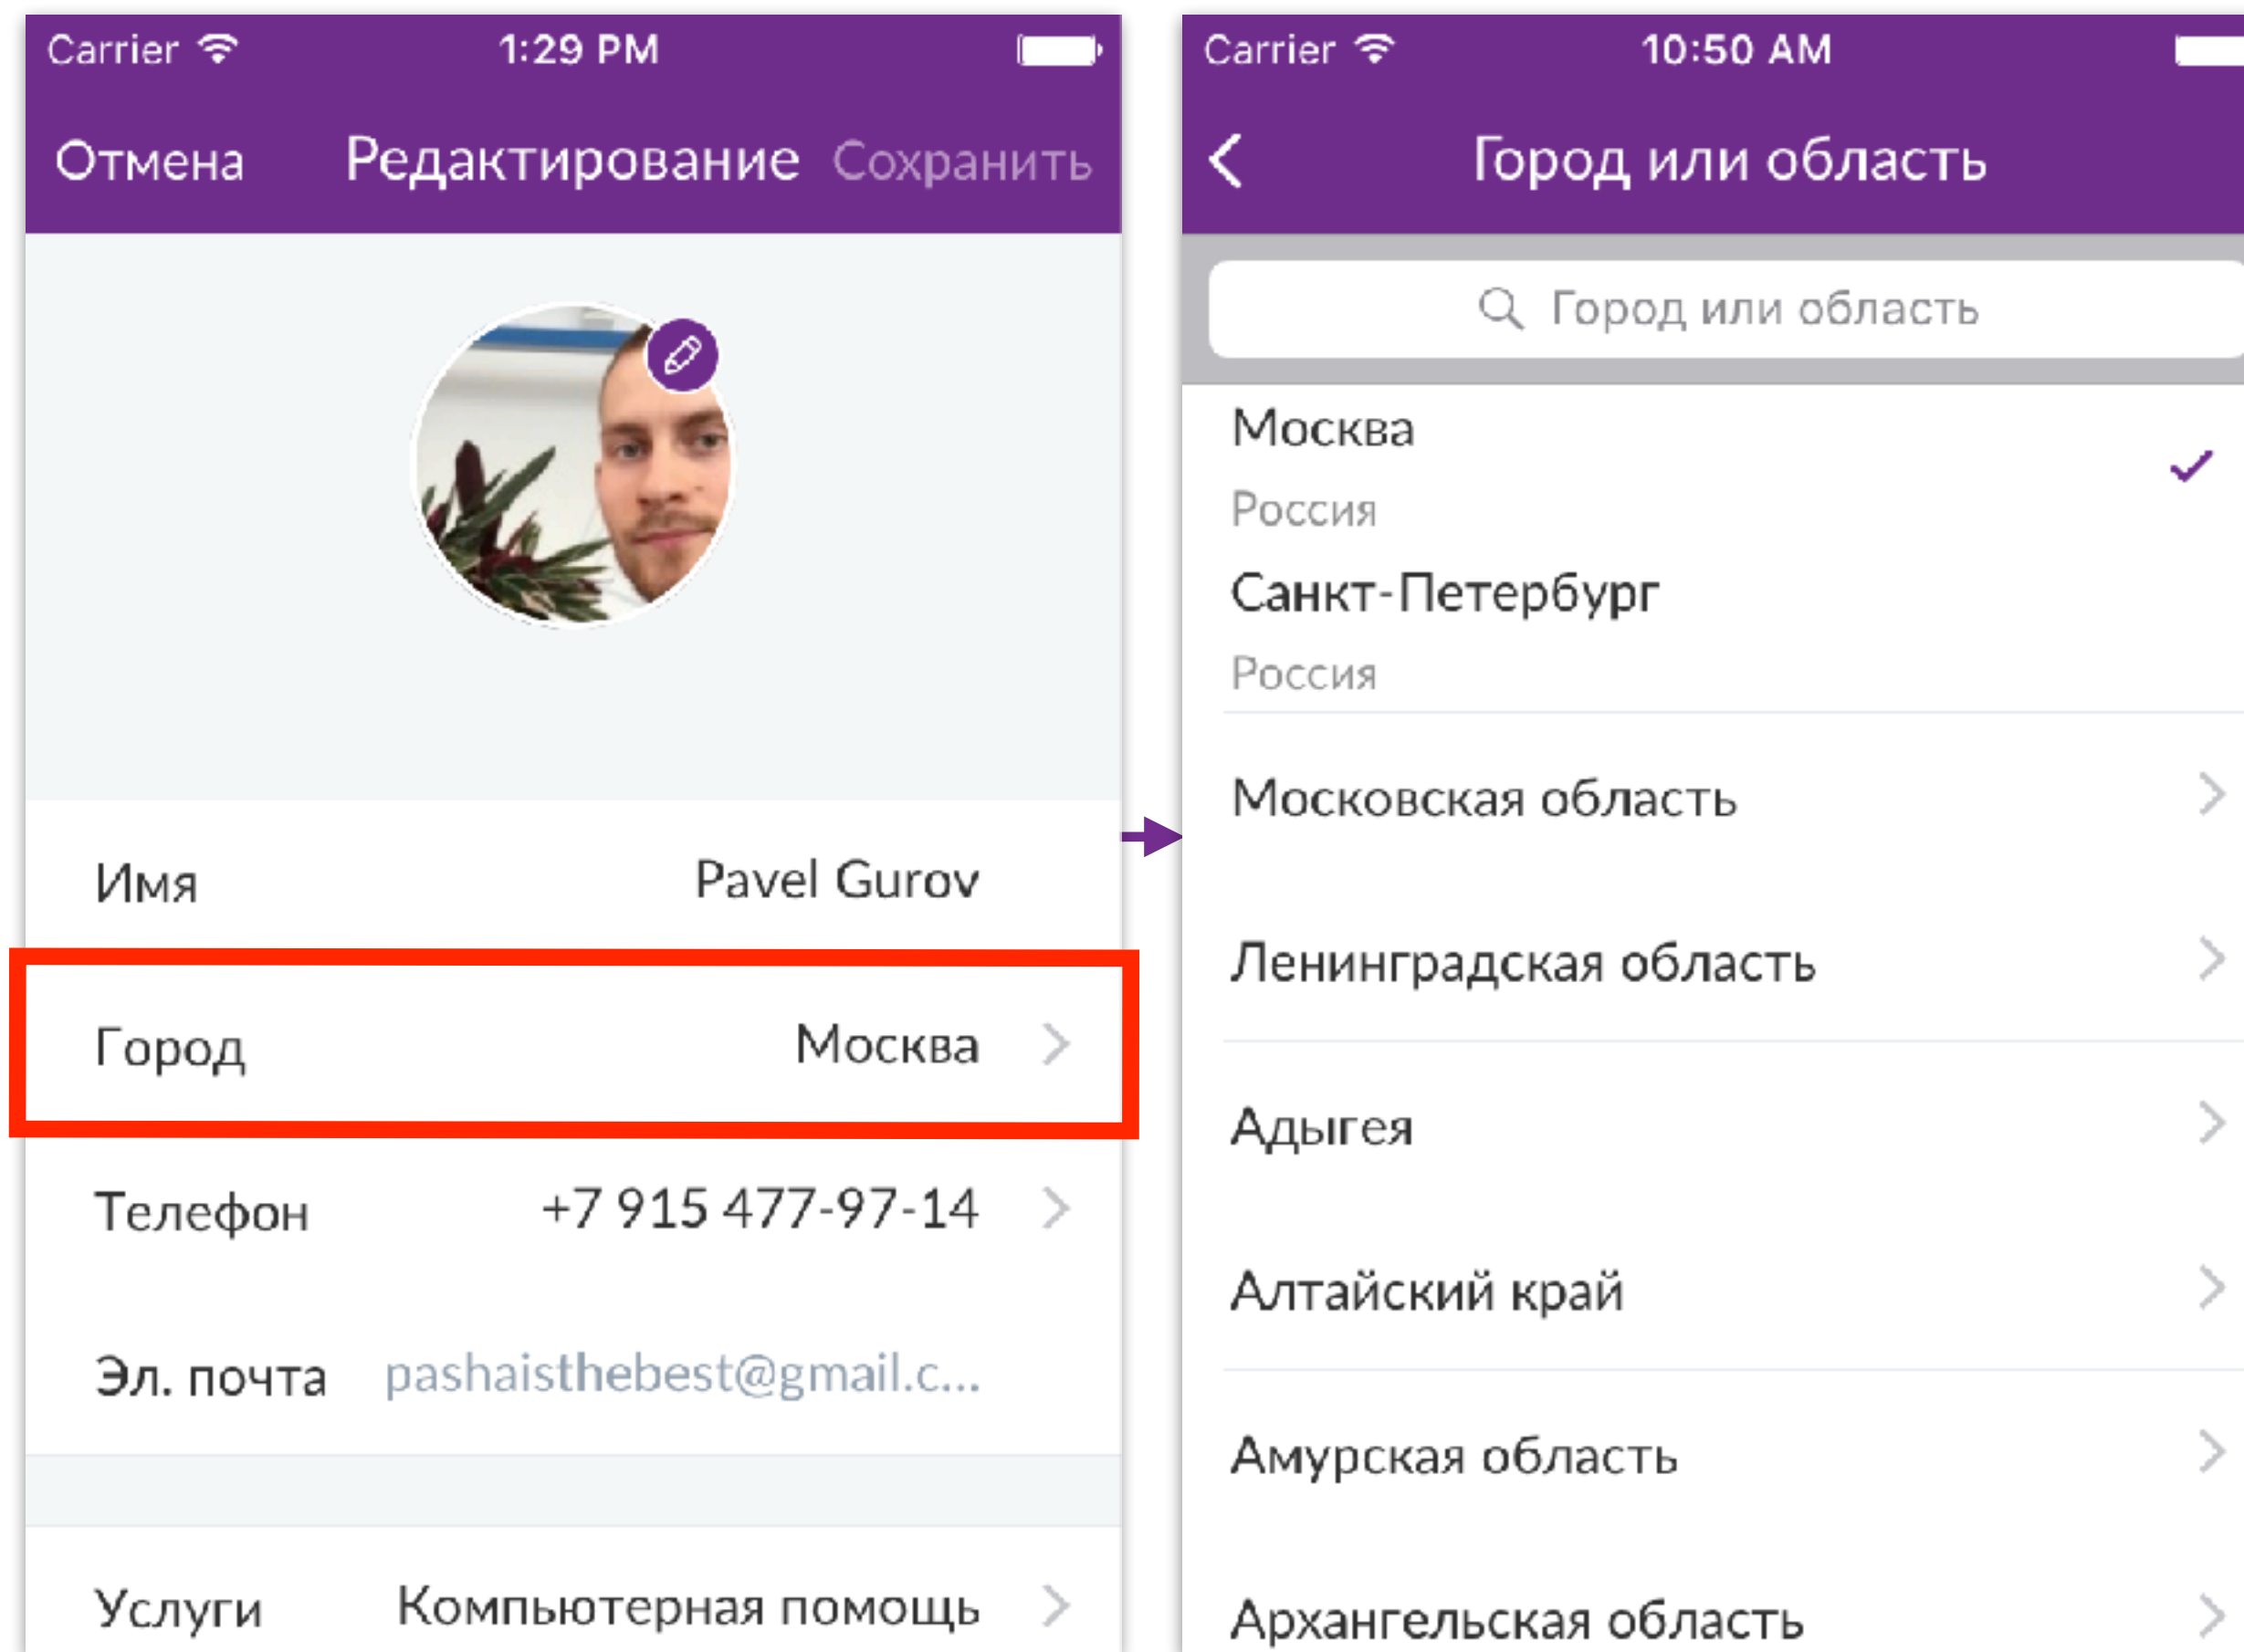 Carrier 1:29 PM
Отмена Редактирование Сохранить
Имя Pavel Gurov
Город Москва
Телефон +7 915 477-97-14
Эл. почта pashaisthebest@gmail.c...
Услуги Компьютерная помощь
Carrier 10:50 AM
Город или область
Город или область
Москва
Россия
Санкт-Петербург
Россия
Московская область
Ленинградская область
Адыгея
Алтайский край
Амурская область
Архангельская область